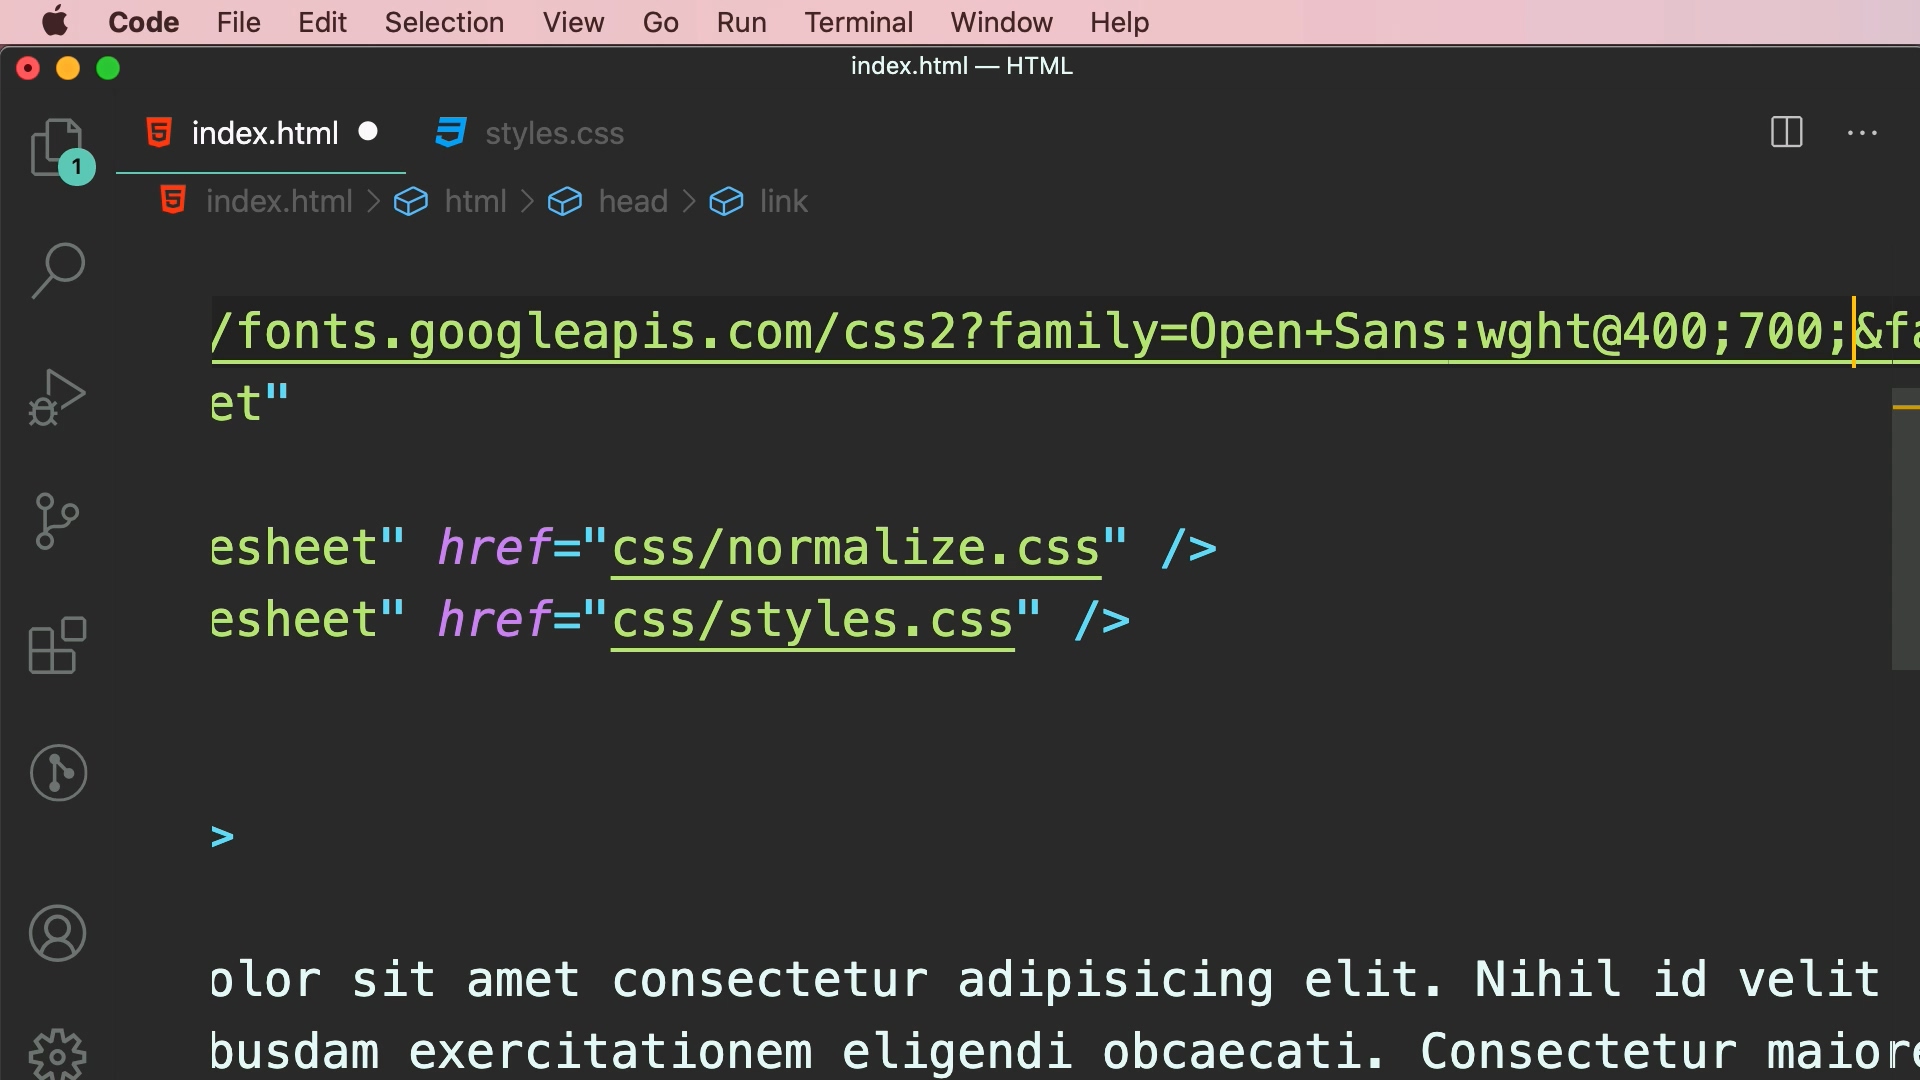 Code File Edit Selection View Go Run Terminal Window Help
index.html — HTML
index.html styles.css
1
index.html > html > head > link
/fonts.googleapis.com/css2?family=Open+Sans:wght@400;700;&fa
et"
esheet" href="css/normalize.css" />
esheet" href="css/styles.css" />
>
olor sit amet consectetur adipisicing elit. Nihil id velit
busdam exercitationem eligendi obcaecati. Consectetur maiore